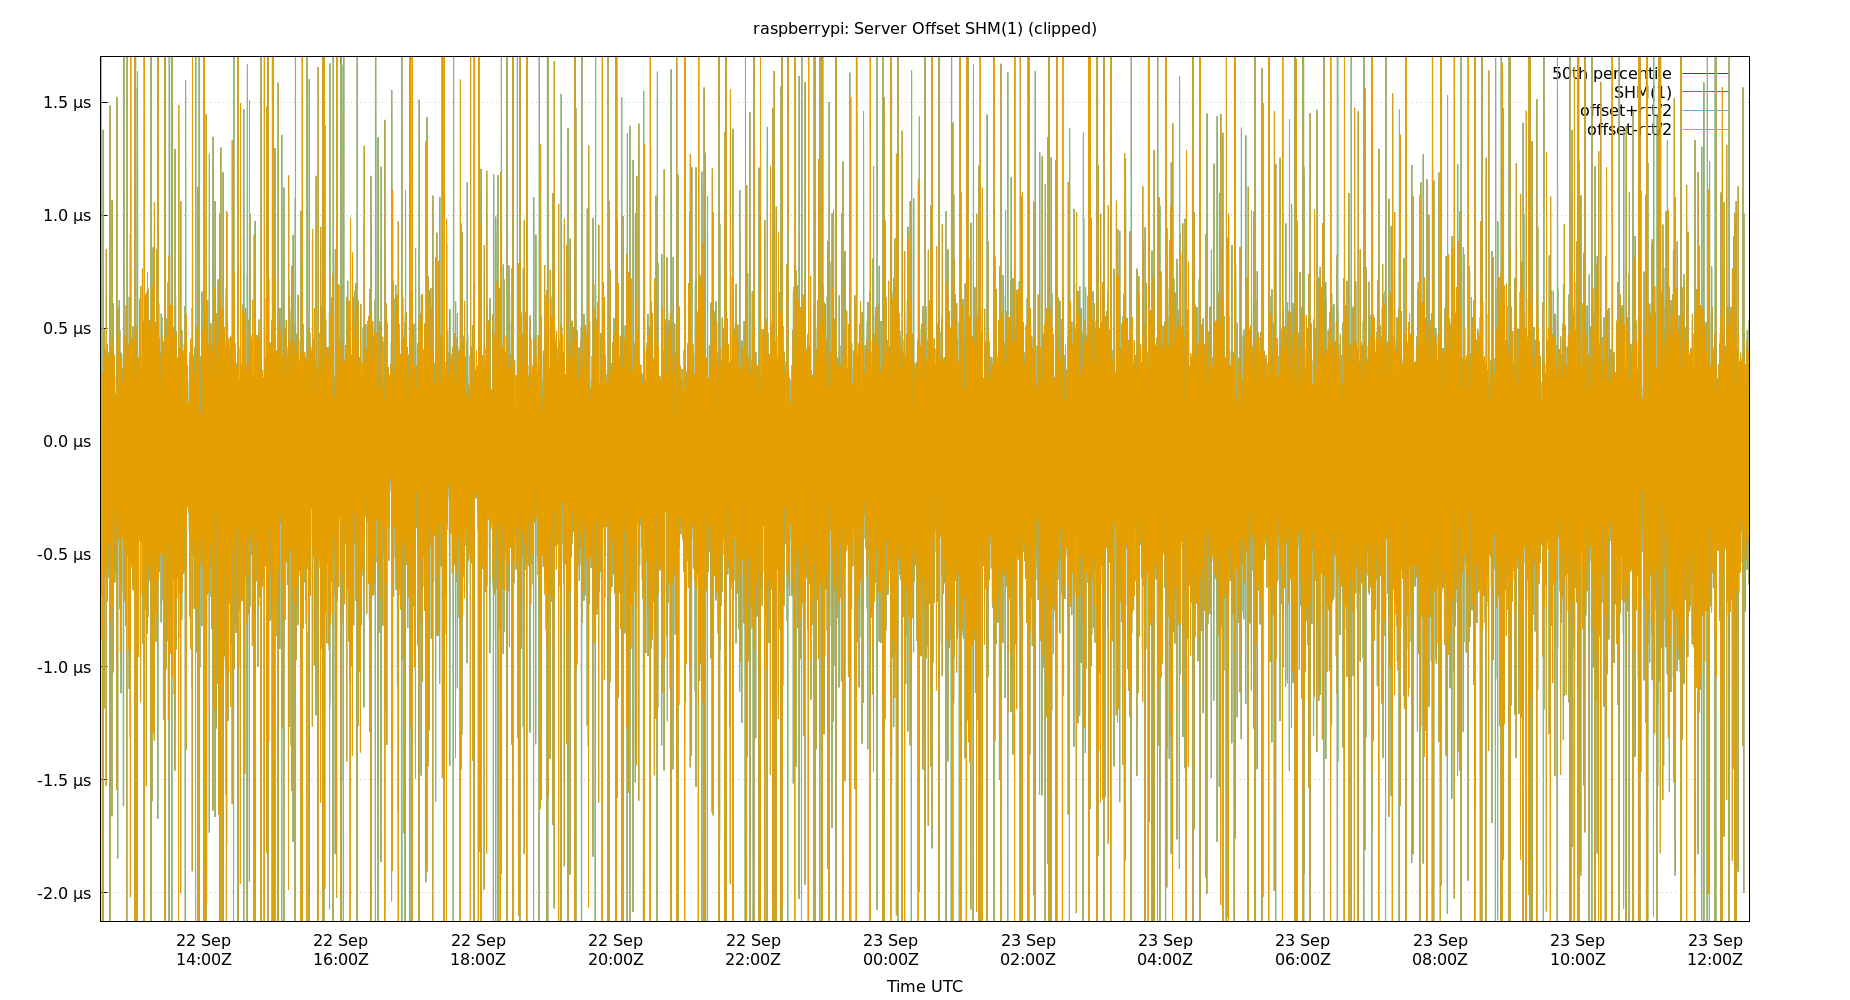 raspberrypi: Server Offset SHM(1) (clipped)
50th percentile
SHM(1)
offset+rtt/2
offset-rtt/2
1.5 µs
1.0 µs
0.5 µs
0.0 µs
-0.5 µs
-1.0 µs
-1.5 µs
-2.0 µs
22 Sep 22 Sep 22 Sep 22 Sep 22 Sep 23 Sep 23 Sep 23 Sep 23 Sep 23 Sep 23 Sep 23 Sep
14:00Z 16:00Z 18:00Z 20:00Z 22:00Z 00:00Z 02:00Z 04:00Z 06:00Z 08:00Z 10:00Z 12:00Z
Time UTC